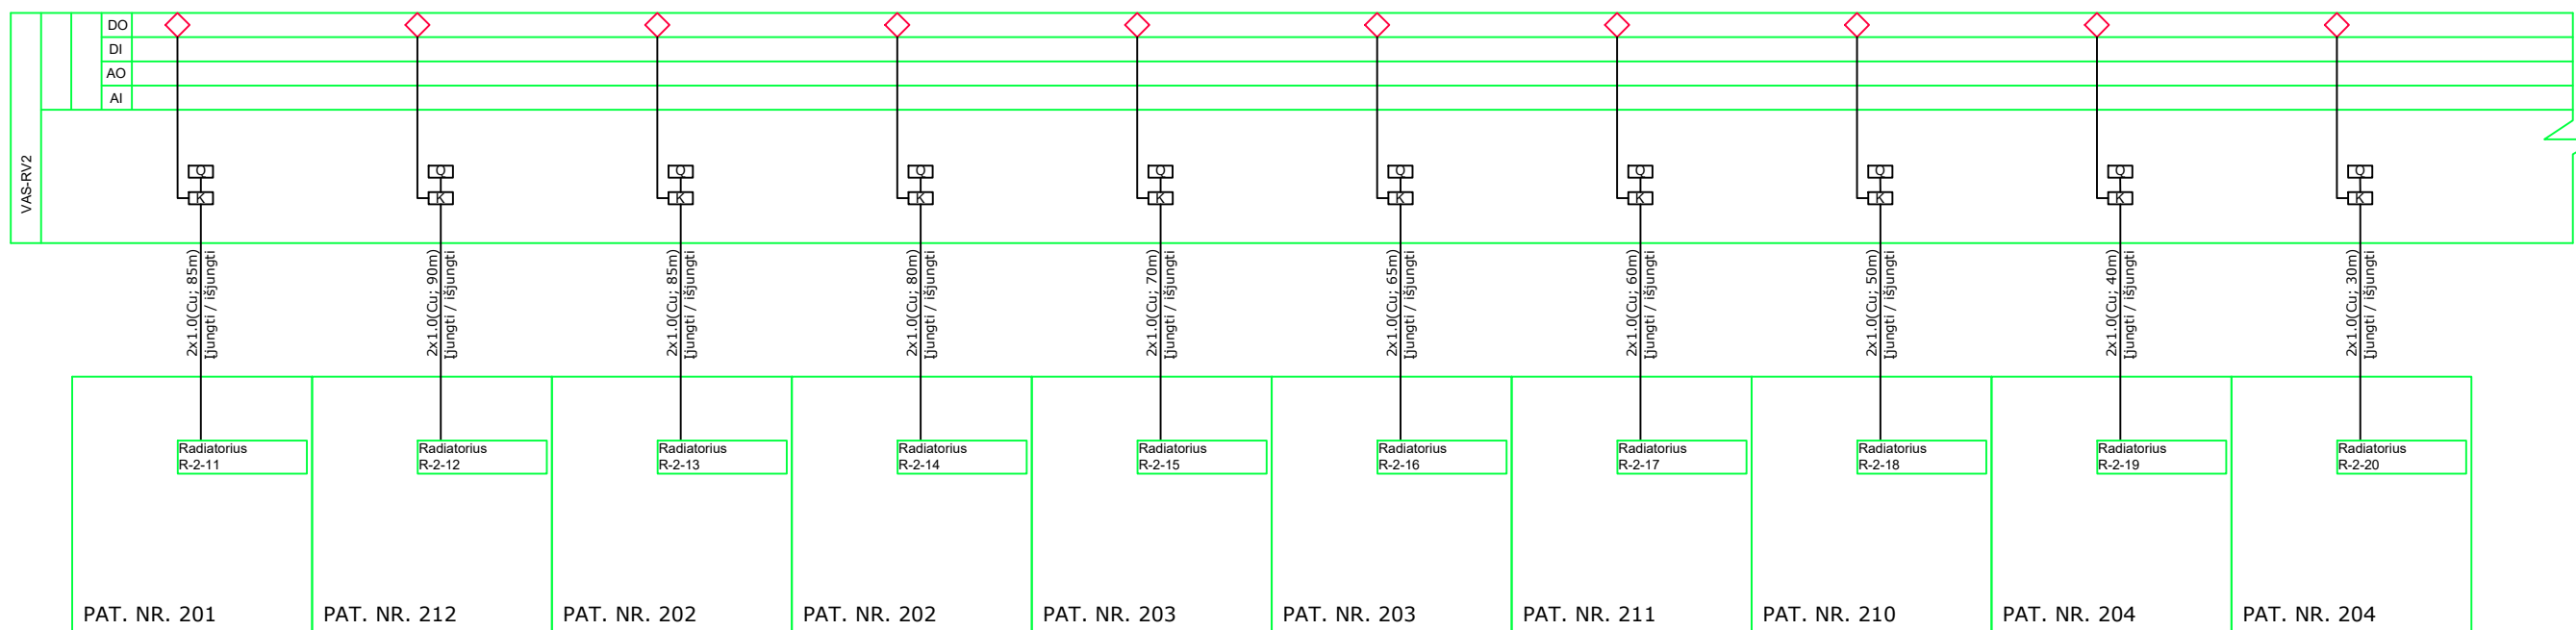 DO
DI
AO
AI
VAS-RV2
Q
K
Q
K
Q
K
Q
K
Q
K
Q
K
Q
K
Q
K
Q
K
Q
K
2x1.0(Cu; 85m)
Įjungti / išjungti
2x1.0(Cu; 90m)
Įjungti / išjungti
2x1.0(Cu; 85m)
Įjungti / išjungti
2x1.0(Cu; 80m)
Įjungti / išjungti
2x1.0(Cu; 70m)
Įjungti / išjungti
2x1.0(Cu; 65m)
Įjungti / išjungti
2x1.0(Cu; 60m)
Įjungti / išjungti
2x1.0(Cu; 50m)
Įjungti / išjungti
2x1.0(Cu; 40m)
Įjungti / išjungti
2x1.0(Cu; 30m)
Įjungti / išjungti
Radiatorius
R-2-11
Radiatorius
R-2-12
Radiatorius
R-2-13
Radiatorius
R-2-14
Radiatorius
R-2-15
Radiatorius
R-2-16
Radiatorius
R-2-17
Radiatorius
R-2-18
Radiatorius
R-2-19
Radiatorius
R-2-20
PAT. NR. 201
PAT. NR. 212
PAT. NR. 202
PAT. NR. 202
PAT. NR. 203
PAT. NR. 203
PAT. NR. 211
PAT. NR. 210
PAT. NR. 204
PAT. NR. 204